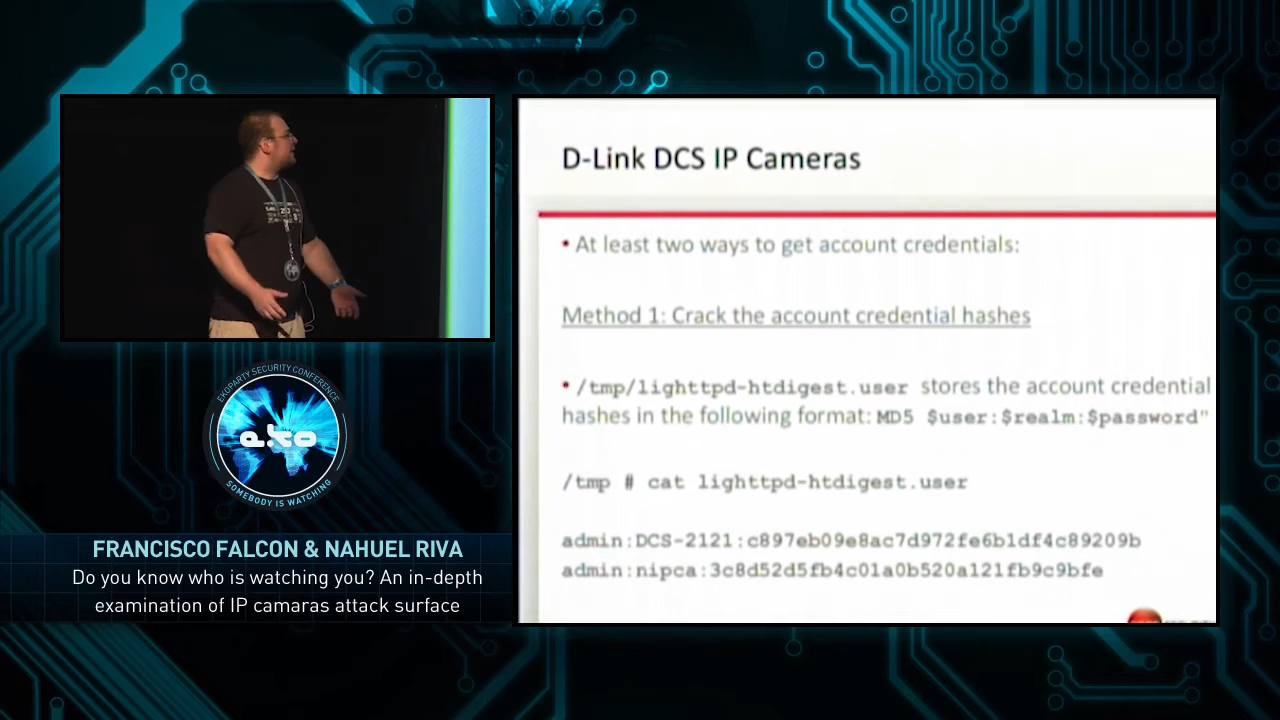 D-Link DCS IP Cameras
• At least two ways to get account credentials:
Method 1: Crack the account credential hashes
• /tmp/lighttpd-htdigest.user stores the account credential
hashes in the following format: MD5 $user:$realm:$password"
/tmp # cat lighttpd-htdigest.user
admin:DCS-2121:c897eb09e8ac7d972fe6b1df4c89209b
admin:nipca:3c8d52d5fb4c01a0b520a121fb9c9bfe
EKOPARTY SECURITY CONFERENCE
eko
SOMEBODY IS WATCHING
FRANCISCO FALCON & NAHUEL RIVA
Do you know who is watching you? An in-depth
examination of IP camaras attack surface